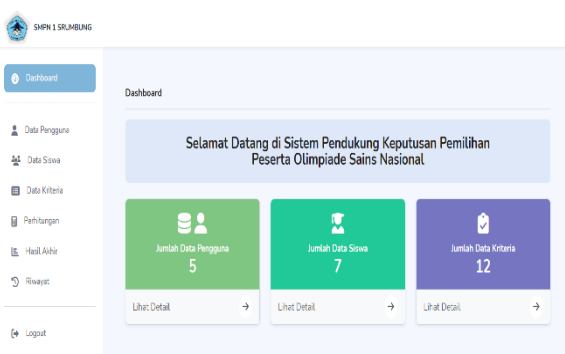 SMPN 1 SRUMBUNG
Dashboard
Data Pengguna
Data Siswa
Data Kriteria
Perhitungan
Hasil Akhir
Riwayat
Logout
Dashboard
Selamat Datang di Sistem Pendukung Keputusan Pemilihan
Peserta Olimpiade Sains Nasional
Jumlah Data Pengguna
5
Lihat Detail
Jumlah Data Siswa
7
Lihat Detail
Jumlah Data Kriteria
12
Lihat Detail